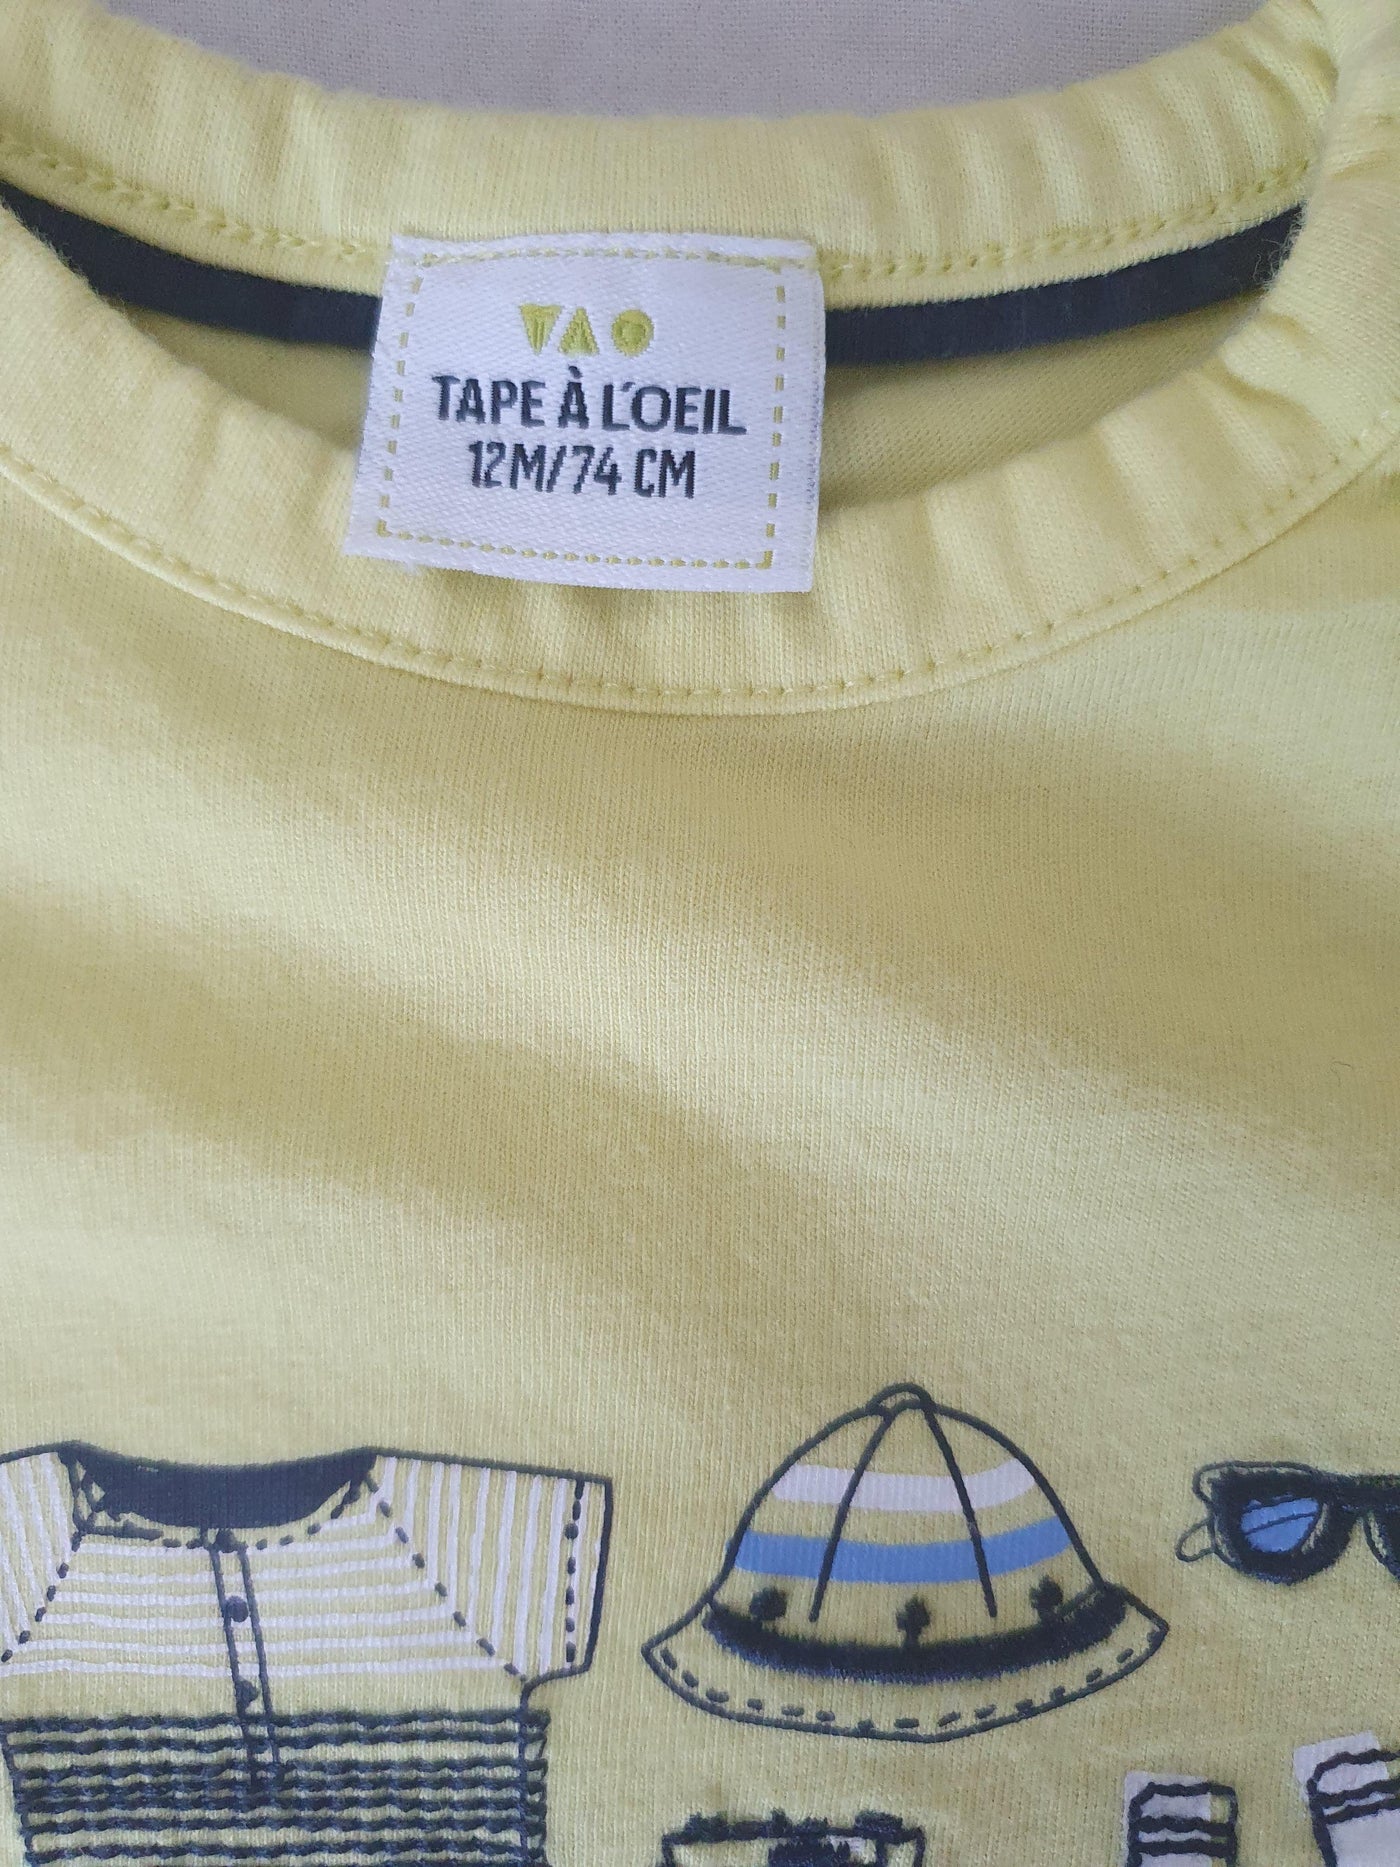 TAO
TAPE À L'OEIL
12M/74 CM